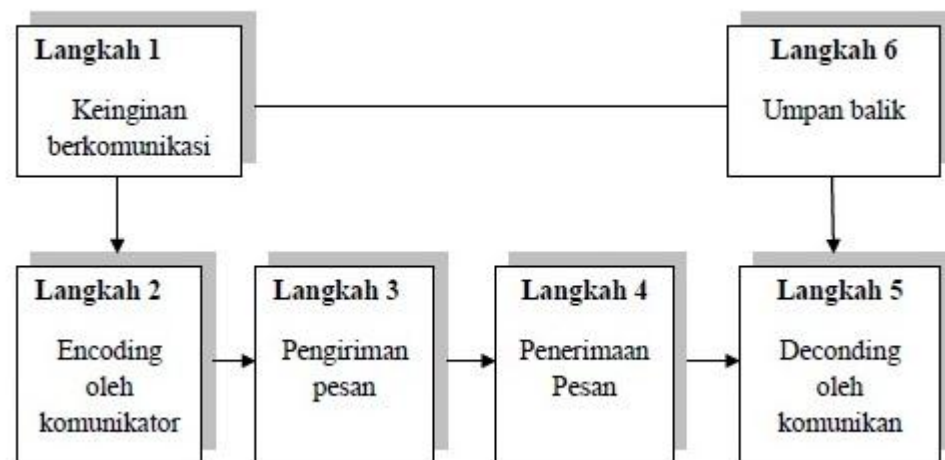 Langkah 1
Keinginan
berkomunikasi
Langkah 6
Umpan balik
Langkah 2
Encoding
oleh
komunikator
Langkah 3
Pengiriman
pesan
Langkah 4
Penerimaan
Pesan
Langkah 5
Deconding
oleh
komunikan